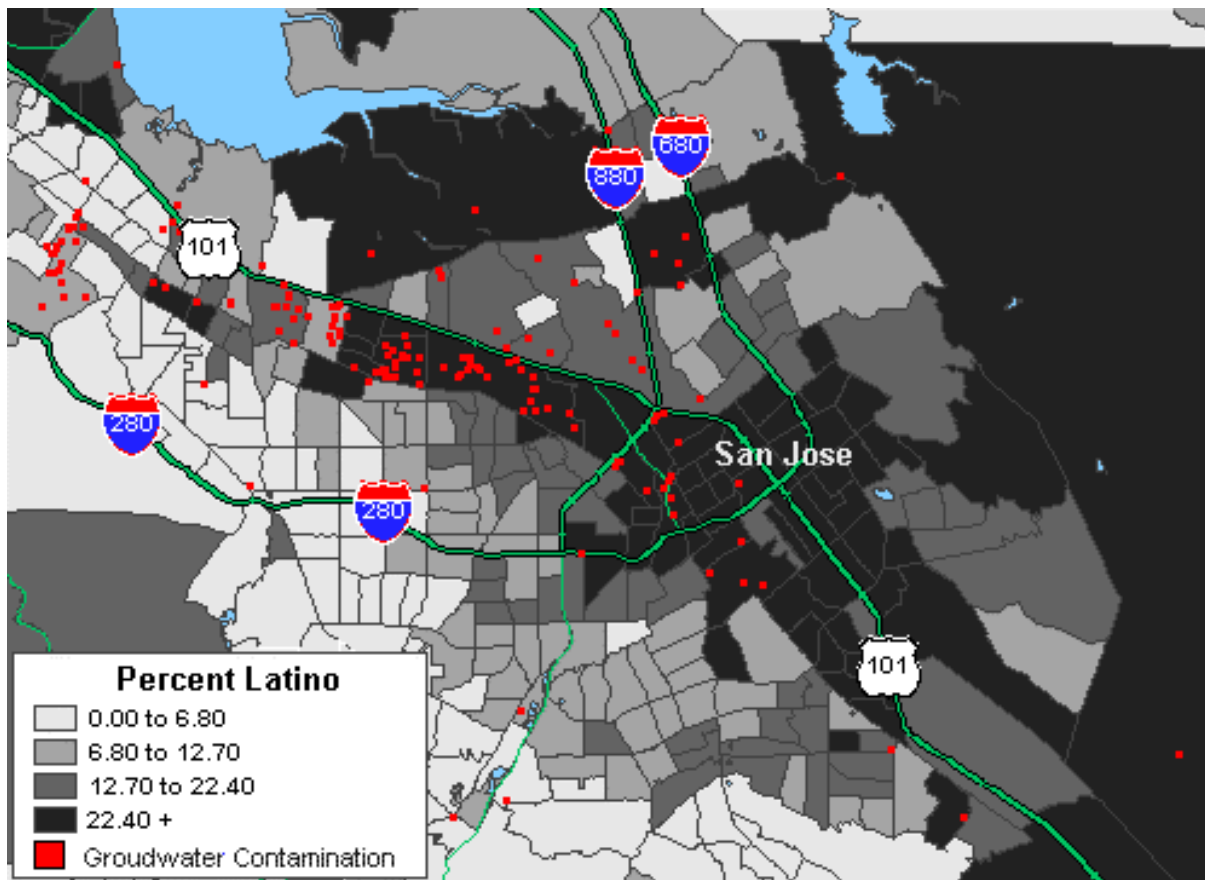 680
880
101
280
San Jose
280
101
Percent Latino
0.00 to 6.80
6.80 to 12.70
12.70 to 22.40
22.40 +
Groudwater Contamination